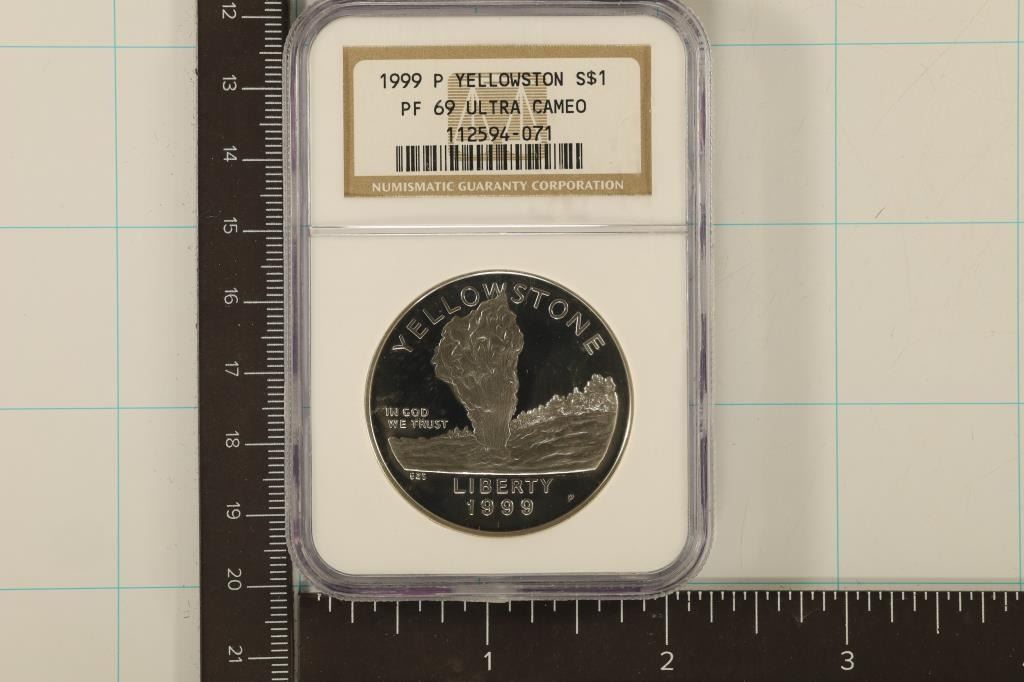 1999 P YELLOWSTON S$1
PF 69 ULTRA CAMEO
112594-071
NUMISMATIC GUARANTY CORPORATION
YELLOWSTONE
IN GOD
WE TRUST
LIBERTY
1999
P
12
13
14
15
16
17
18
19
20
21
1 2 3